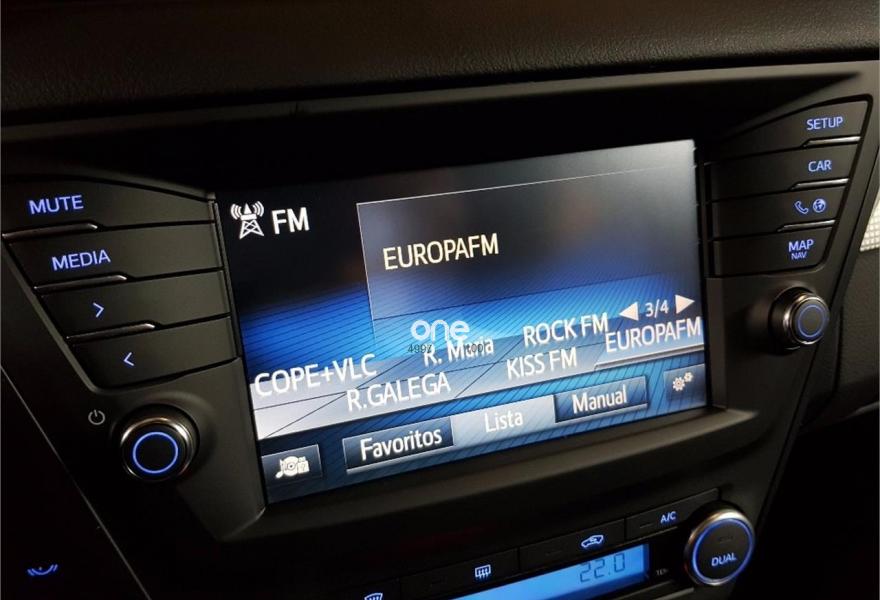 SETUP
CAR
MAP
NAV
MUTE
MEDIA
>
<
FM
EUROPAFM
3/4
COPE+VLC
ROCK FM
EUROPAFM
R.GALEGA
KISS FM
one
Favoritos
Lista
Manual
A/C
22.0
DUAL